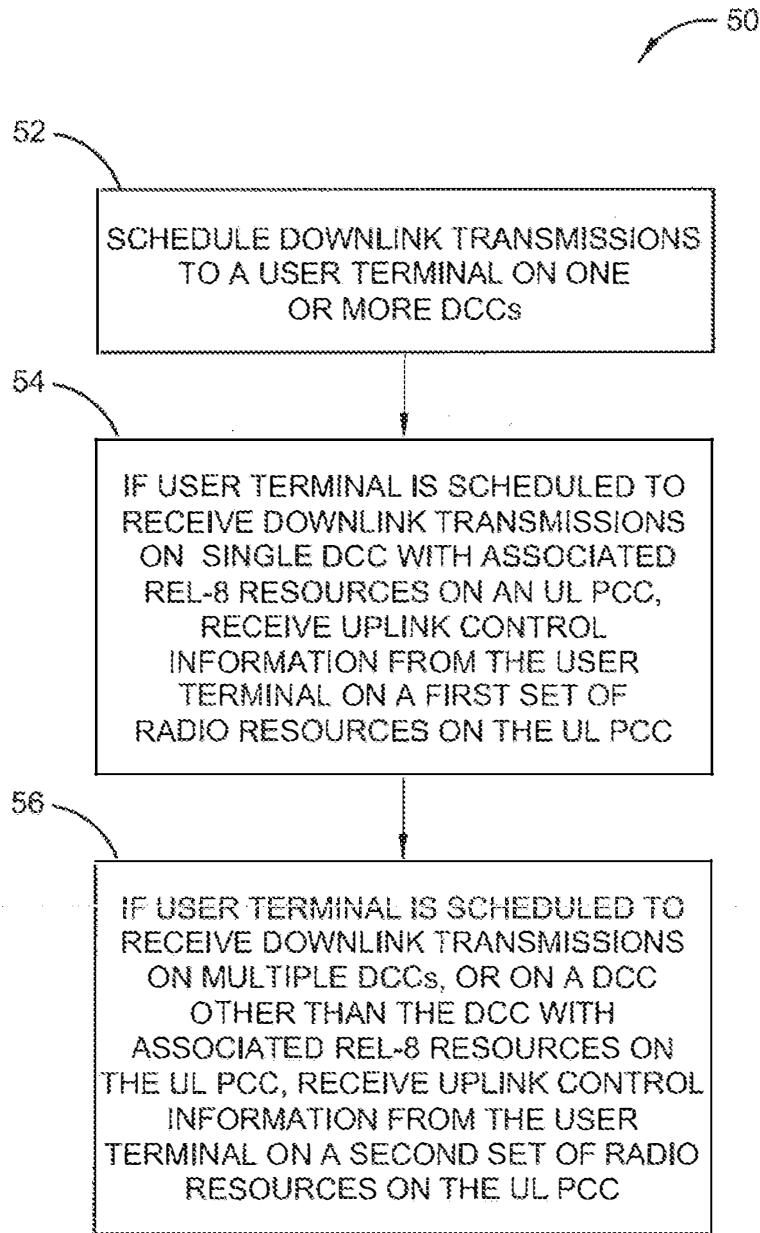 50
52
SCHEDULE DOWNLINK TRANSMISSIONS
TO A USER TERMINAL ON ONE
OR MORE DCCs
54
IF USER TERMINAL IS SCHEDULED TO
RECEIVE DOWNLINK TRANSMISSIONS
ON SINGLE DCC WITH ASSOCIATED
REL-8 RESOURCES ON AN UL PCC,
RECEIVE UPLINK CONTROL
INFORMATION FROM THE USER
TERMINAL ON A FIRST SET OF
RADIO RESOURCES ON THE UL PCC
56
IF USER TERMINAL IS SCHEDULED TO
RECEIVE DOWNLINK TRANSMISSIONS
ON MULTIPLE DCCs, OR ON A DCC
OTHER THAN THE DCC WITH
ASSOCIATED REL-8 RESOURCES ON
THE UL PCC, RECEIVE UPLINK CONTROL
INFORMATION FROM THE USER
TERMINAL ON A SECOND SET OF RADIO
RESOURCES ON THE UL PCC